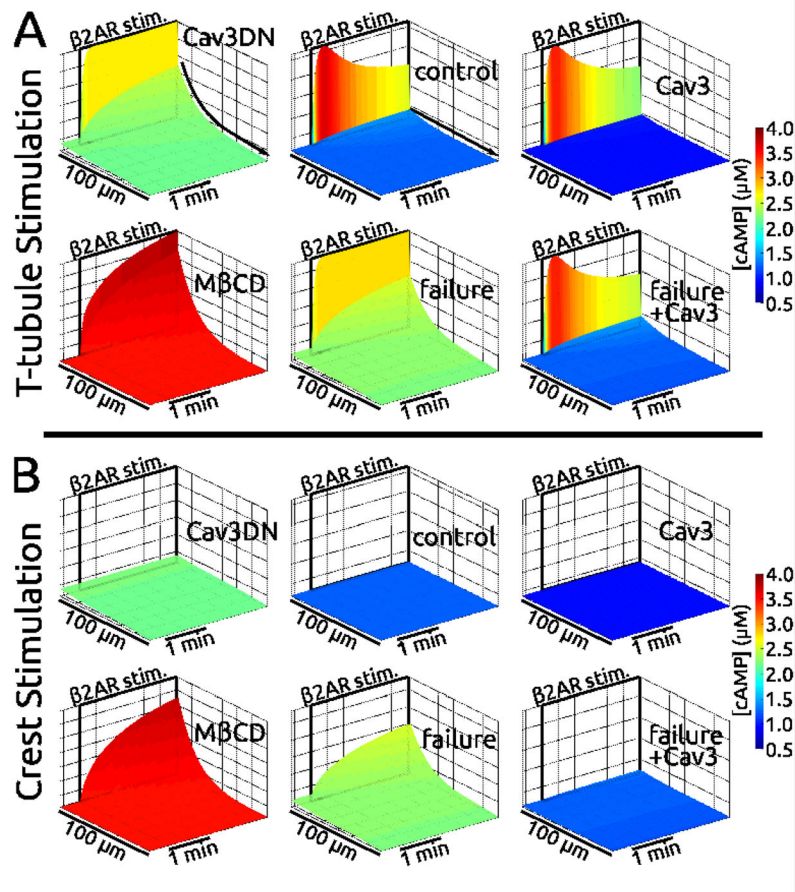 A
T-tubule Stimulation
β2AR stim.
Cav3DN
100 μm
1 min
β2AR stim.
control
100 μm
1 min
β2AR stim.
Cav3
100 μm
1 min
β2AR stim.
MβCD
100 μm
1 min
β2AR stim.
failure
100 μm
1 min
β2AR stim.
failure
+Cav3
100 μm
1 min
[cAMP] (μM)
4.0
3.5
3.0
2.5
2.0
1.5
1.0
0.5
B
Crest Stimulation
β2AR stim.
Cav3DN
100 μm
1 min
β2AR stim.
control
100 μm
1 min
β2AR stim.
Cav3
100 μm
1 min
β2AR stim.
MβCD
100 μm
1 min
β2AR stim.
failure
100 μm
1 min
β2AR stim.
failure
+Cav3
100 μm
1 min
[cAMP] (μM)
4.0
3.5
3.0
2.5
2.0
1.5
1.0
0.5